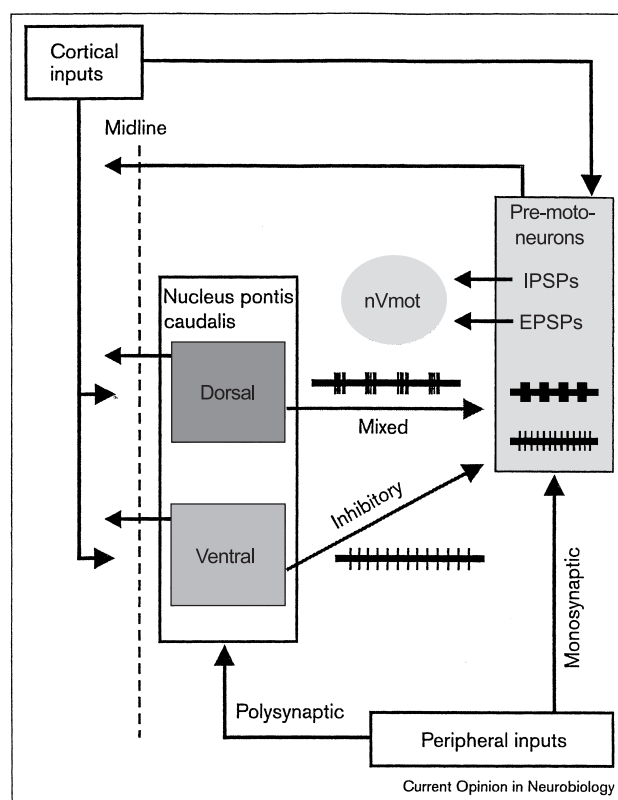 Cortical
inputs
Midline
Pre-moto-
neurons
IPSPs
EPSPs
nVmot
Nucleus pontis
caudalis
Dorsal
Mixed
Inhibitory
Ventral
Monosynaptic
Polysynaptic
Peripheral inputs
Current Opinion in Neurobiology